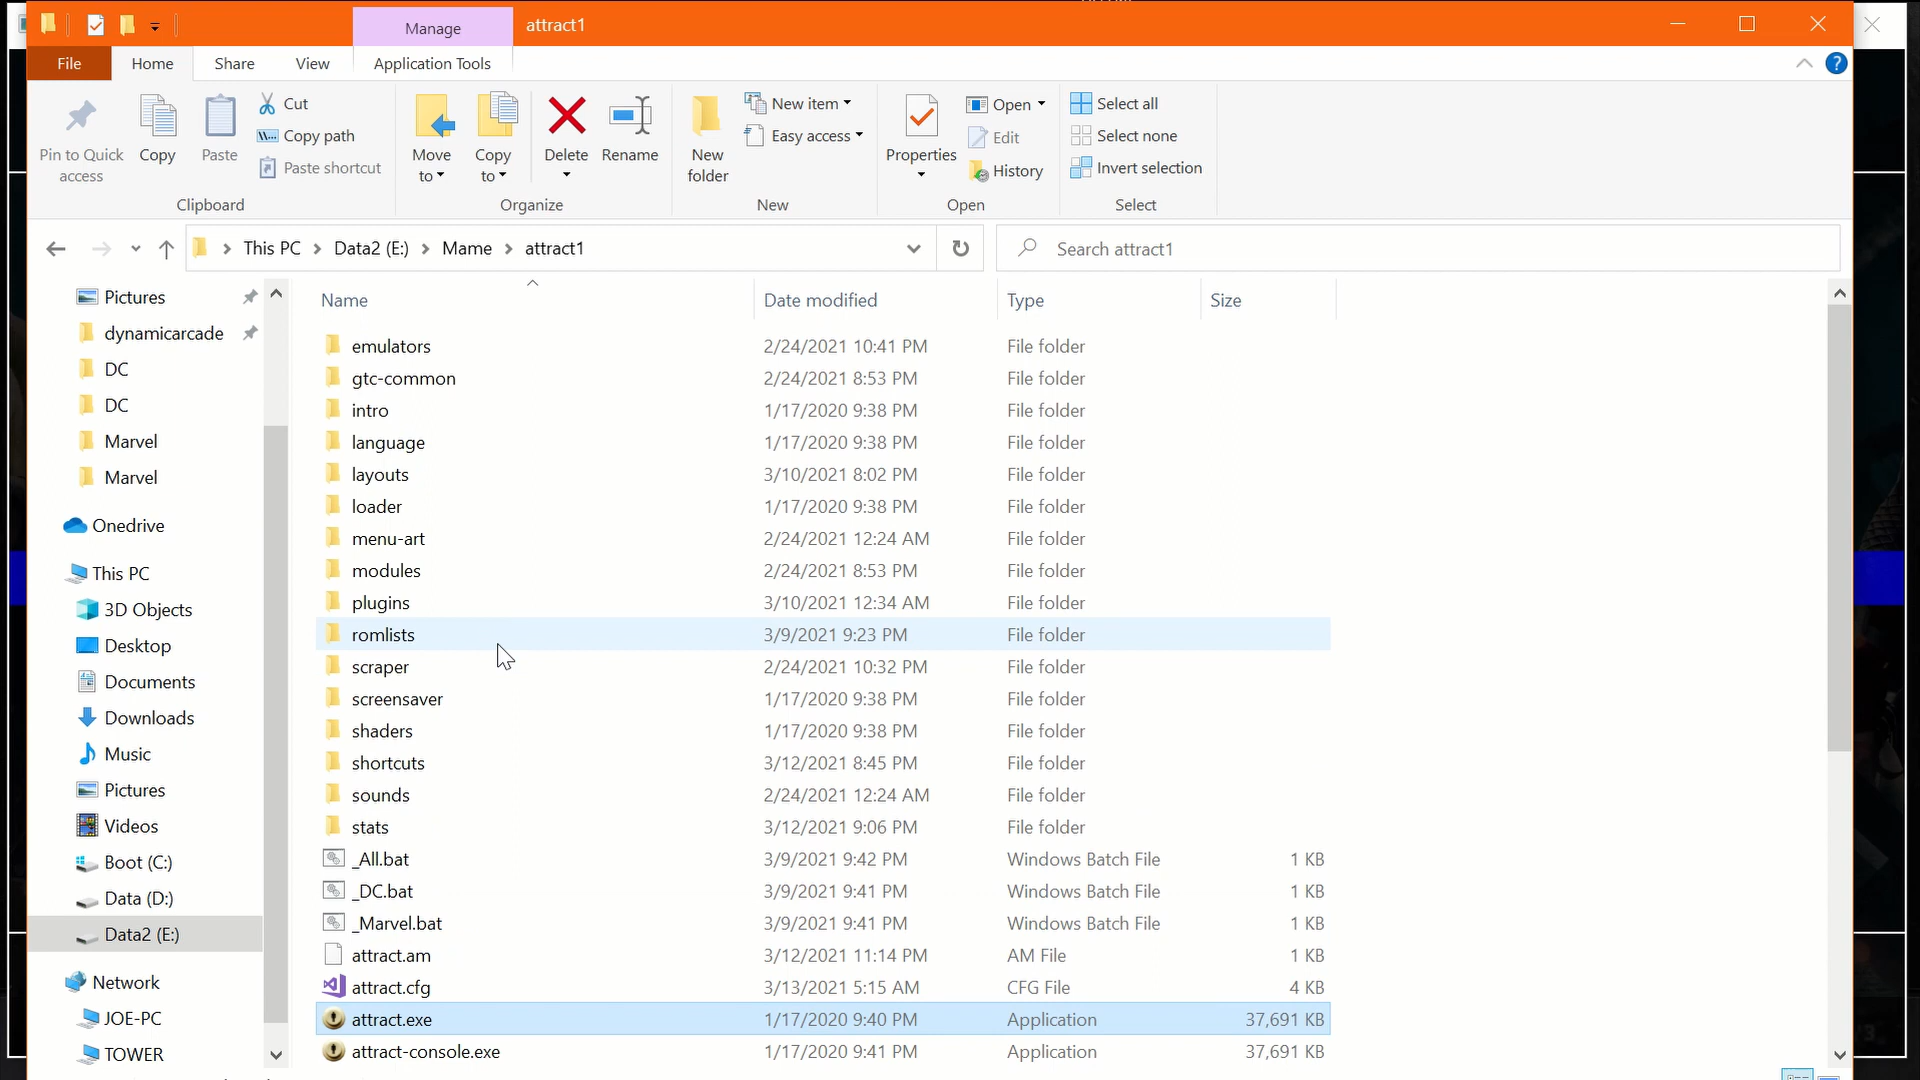 Manage
attract1
File
Home
Share
View
Application Tools
Pin to Quick access
Copy
Paste
Cut
Copy path
Paste shortcut
Clipboard
Move to
Copy to
Delete
Rename
Organize
New folder
New item
Easy access
New
Properties
Open
Edit
History
Open
Select all
Select none
Invert selection
Select
This PC > Data2 (E:) > Mame > attract1
Search attract1
Pictures
dynamicarcade
DC
DC
Marvel
Marvel
Onedrive
This PC
3D Objects
Desktop
Documents
Downloads
Music
Pictures
Videos
Boot (C:)
Data (D:)
Data2 (E:)
Network
JOE-PC
TOWER
Name Date modified Type Size
emulators 2/24/2021 10:41 PM File folder
gtc-common 2/24/2021 8:53 PM File folder
intro 1/17/2020 9:38 PM File folder
language 1/17/2020 9:38 PM File folder
layouts 3/10/2021 8:02 PM File folder
loader 1/17/2020 9:38 PM File folder
menu-art 2/24/2021 12:24 AM File folder
modules 2/24/2021 8:53 PM File folder
plugins 3/10/2021 12:34 AM File folder
romlists 3/9/2021 9:23 PM File folder
scraper 2/24/2021 10:32 PM File folder
screensaver 1/17/2020 9:38 PM File folder
shaders 1/17/2020 9:38 PM File folder
shortcuts 3/12/2021 8:45 PM File folder
sounds 2/24/2021 12:24 AM File folder
stats 3/12/2021 9:06 PM File folder
_All.bat 3/9/2021 9:42 PM Windows Batch File 1 KB
_DC.bat 3/9/2021 9:41 PM Windows Batch File 1 KB
_Marvel.bat 3/9/2021 9:41 PM Windows Batch File 1 KB
attract.am 3/12/2021 11:14 PM AM File 1 KB
attract.cfg 3/13/2021 5:15 AM CFG File 4 KB
attract.exe 1/17/2020 9:40 PM Application 37,691 KB
attract-console.exe 1/17/2020 9:41 PM Application 37,691 KB